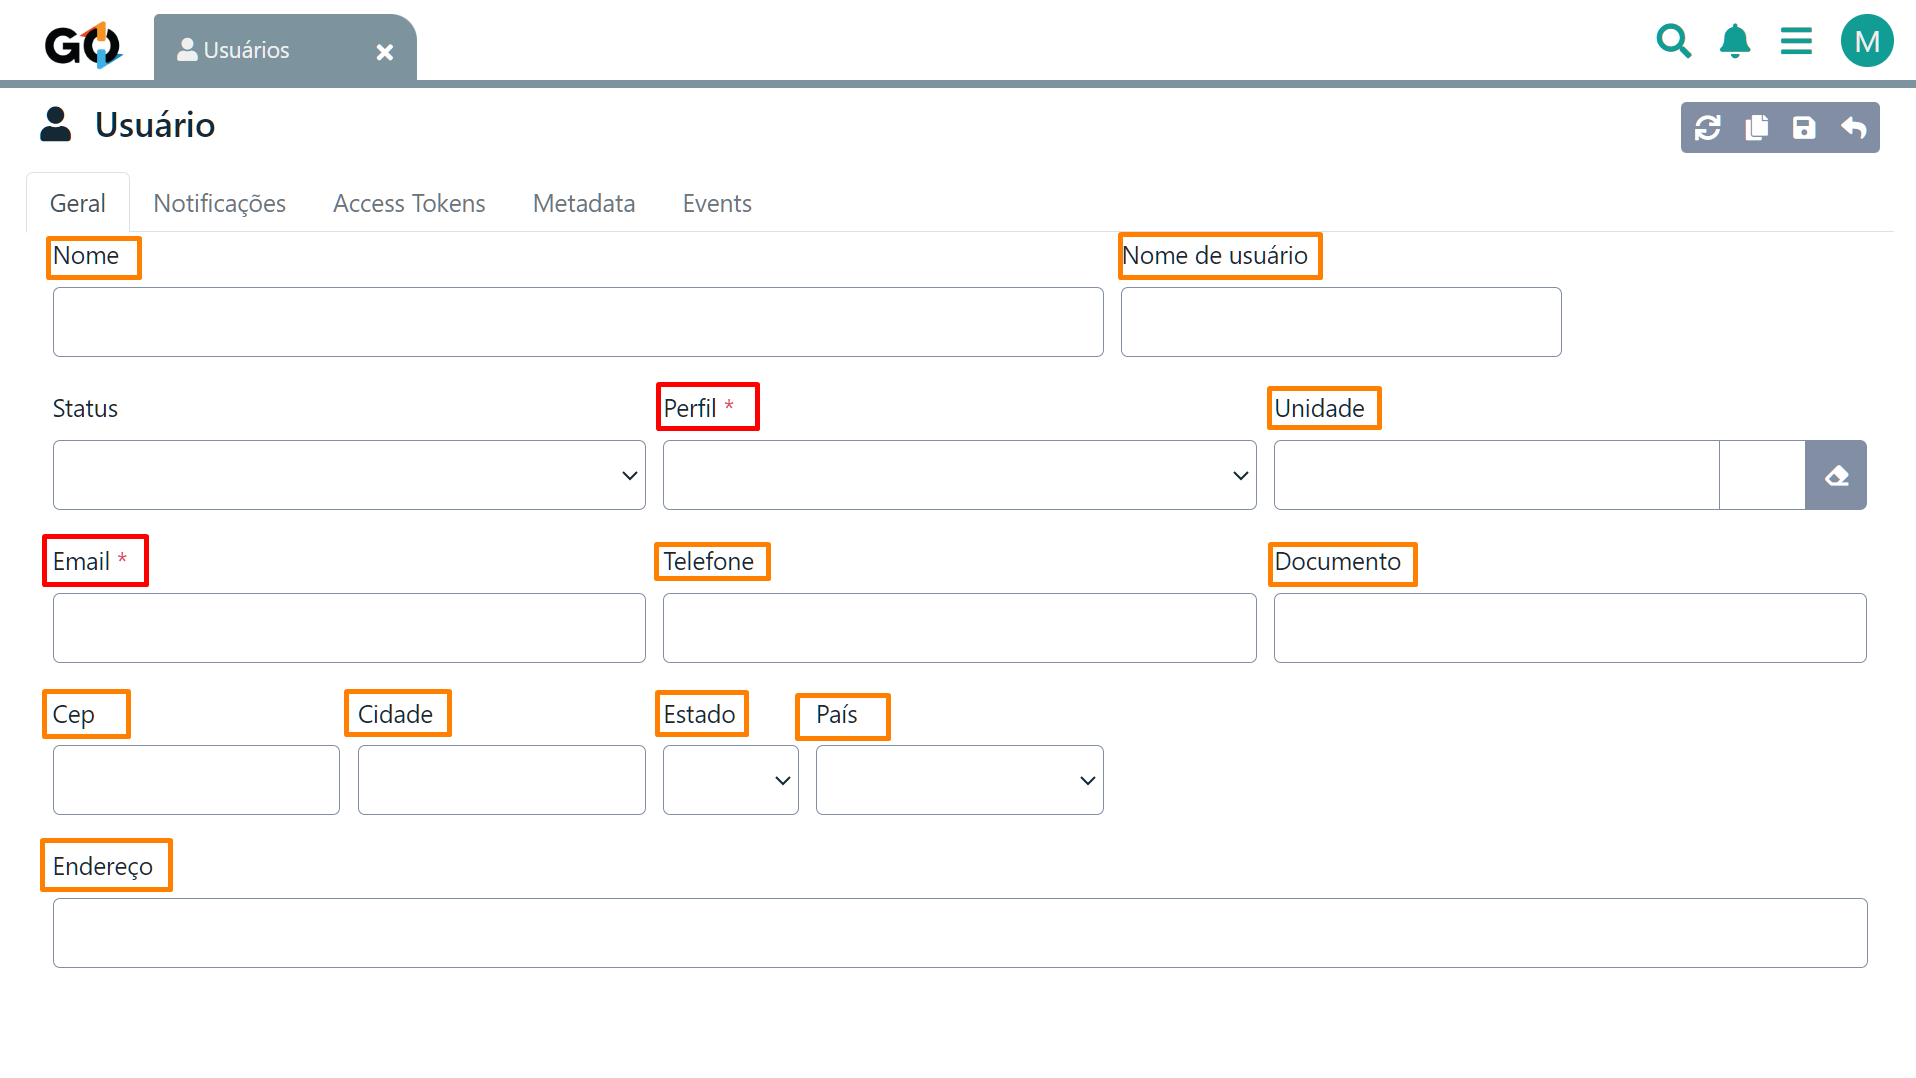 GO
Usuários
M
Usuário
Geral Notificações Access Tokens Metadata Events
Nome Nome de usuário
Status Perfil * Unidade
Email * Telefone Documento
Cep Cidade Estado País
Endereço